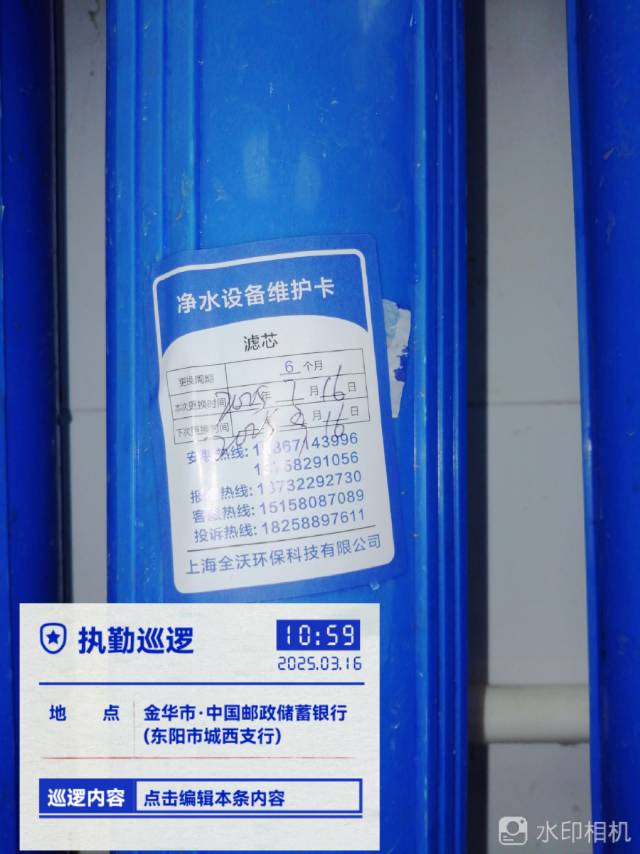 净水设备维护卡
滤芯
更换周期 6 个月
本次更换时间 2025 年 月 16 日
下次更换时间 月 16 日
安装热线: 67143996
58291056
热线: 732292730
客服热线: 15158087089
投诉热线: 18258897611
上海全沃环保科技有限公司
执勤巡逻
10:59
2025.03.16
地 点 金华市·中国邮政储蓄银行
(东阳市城西支行)
巡逻内容 点击编辑本条内容
水印相机